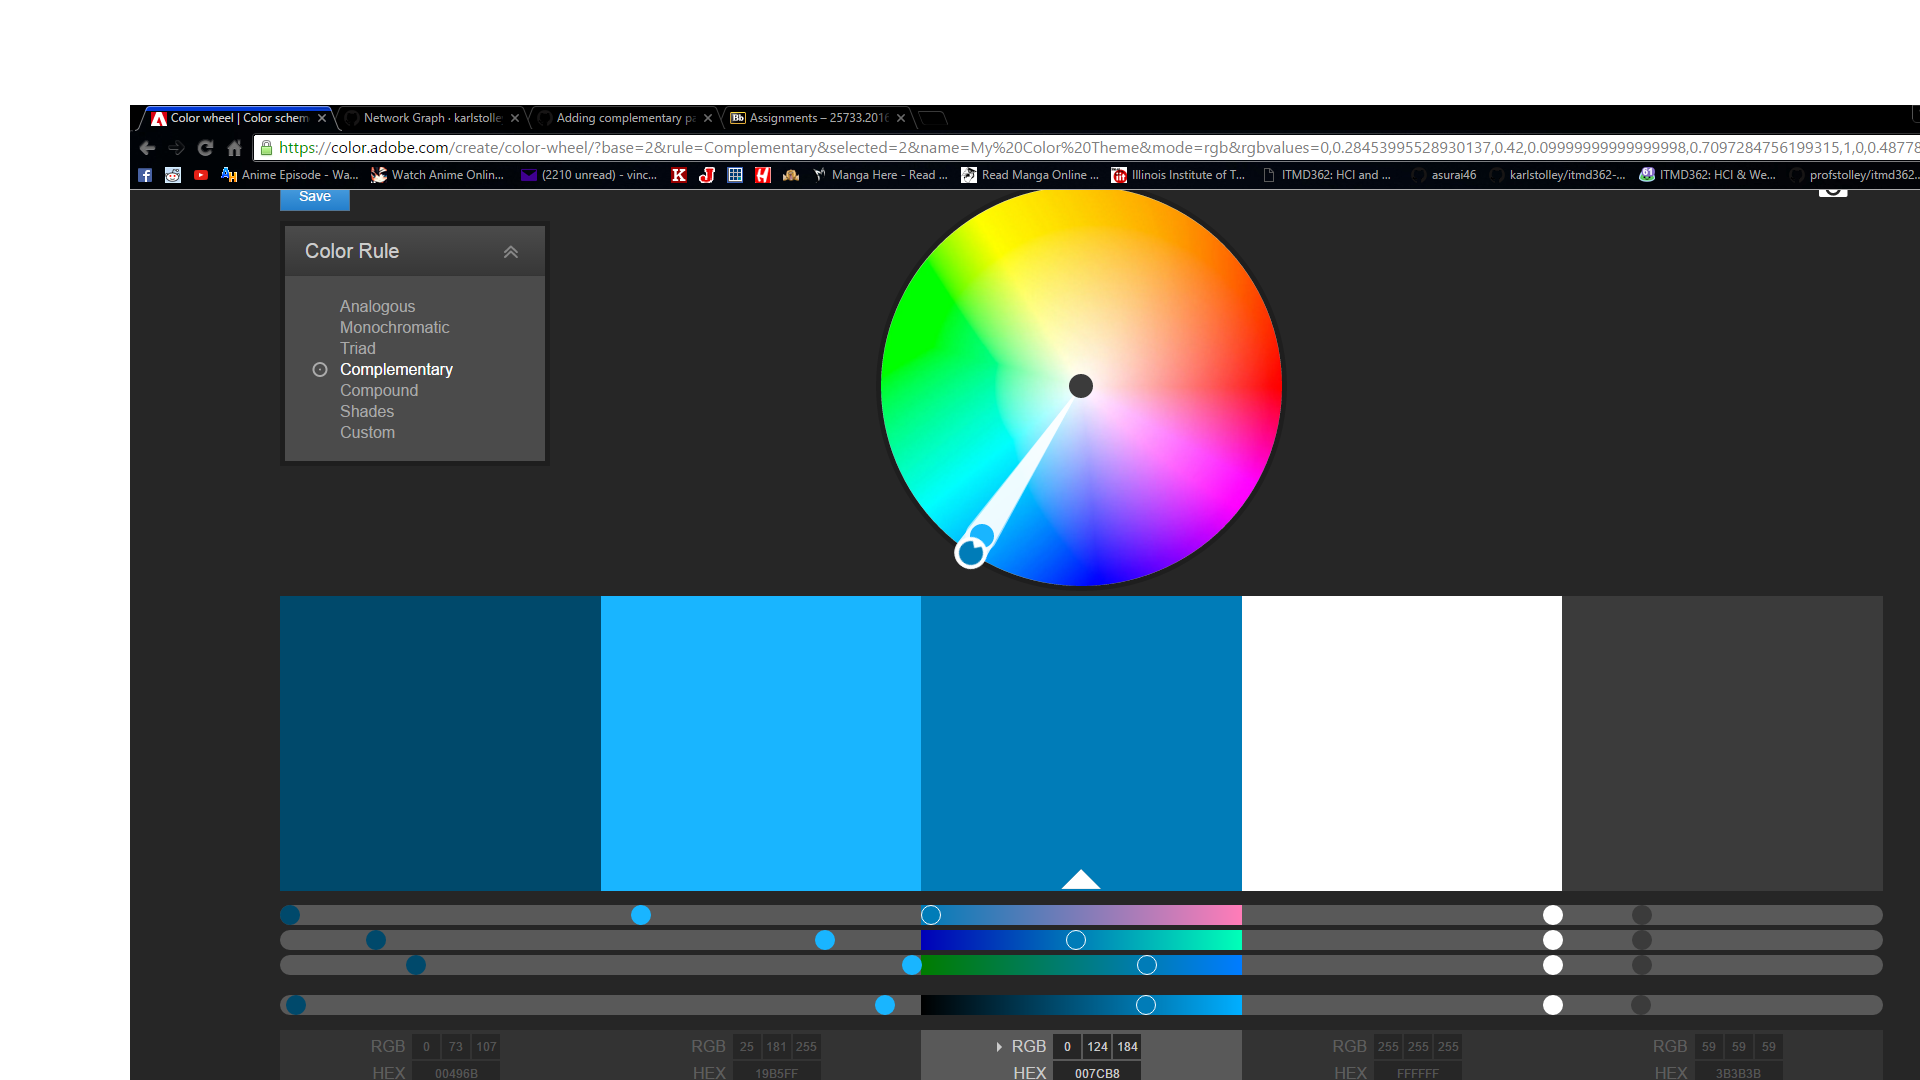 Color wheel | Color schem
Network Graph · karlstolle
Adding complementary pa
Bb Assignments – 25733.2016
https://color.adobe.com/create/color-wheel/?base=2&rule=Complementary&selected=2&name=My%20Color%20Theme&mode=rgb&rgbvalues=0,0.28453995528930137,0.42,0.09999999999999998,0.7097284756199315,1,0,0.48778
Anime Episode - Wa... Watch Anime Onlin... (2210 unread) - vinc... K J H Manga Here - Read ... Read Manga Online ... Illinois Institute of T... ITMD362: HCI and ... asurai46 karlstolley/itmd362-... ITMD362: HCI & We... profstolley/itmd362...
Save
Color Rule
Analogous
Monochromatic
Triad
Complementary
Compound
Shades
Custom
RGB 0 73 107 RGB 25 181 255 RGB 0 124 184 RGB 255 255 255 RGB 59 59 59
HEX 00496B HEX 19B5FF HEX 007CB8 HEX FFFFFF HEX 3B3B3B